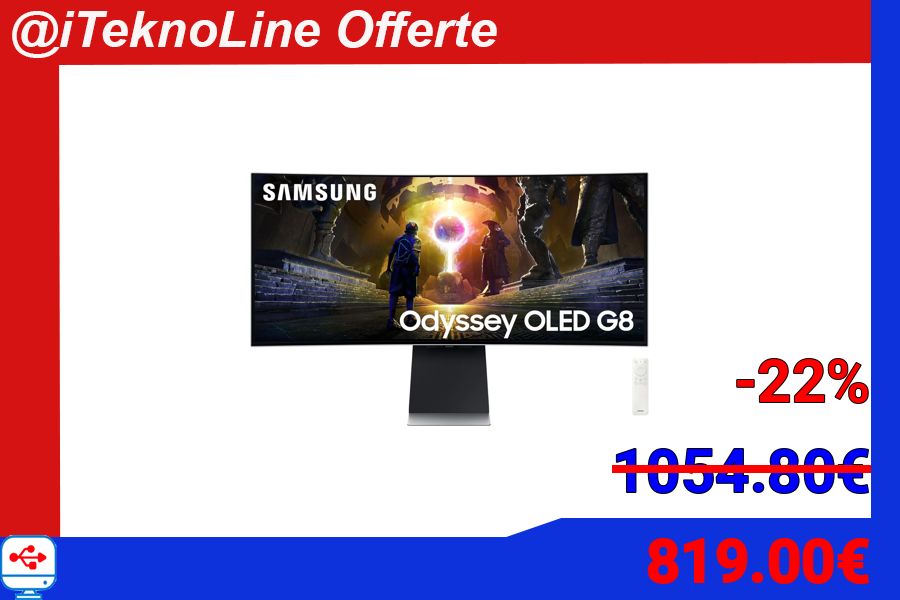 @iTeknoLine Offerte
SAMSUNG
Odyssey OLED G8
-22%
1054.80€
819.00€